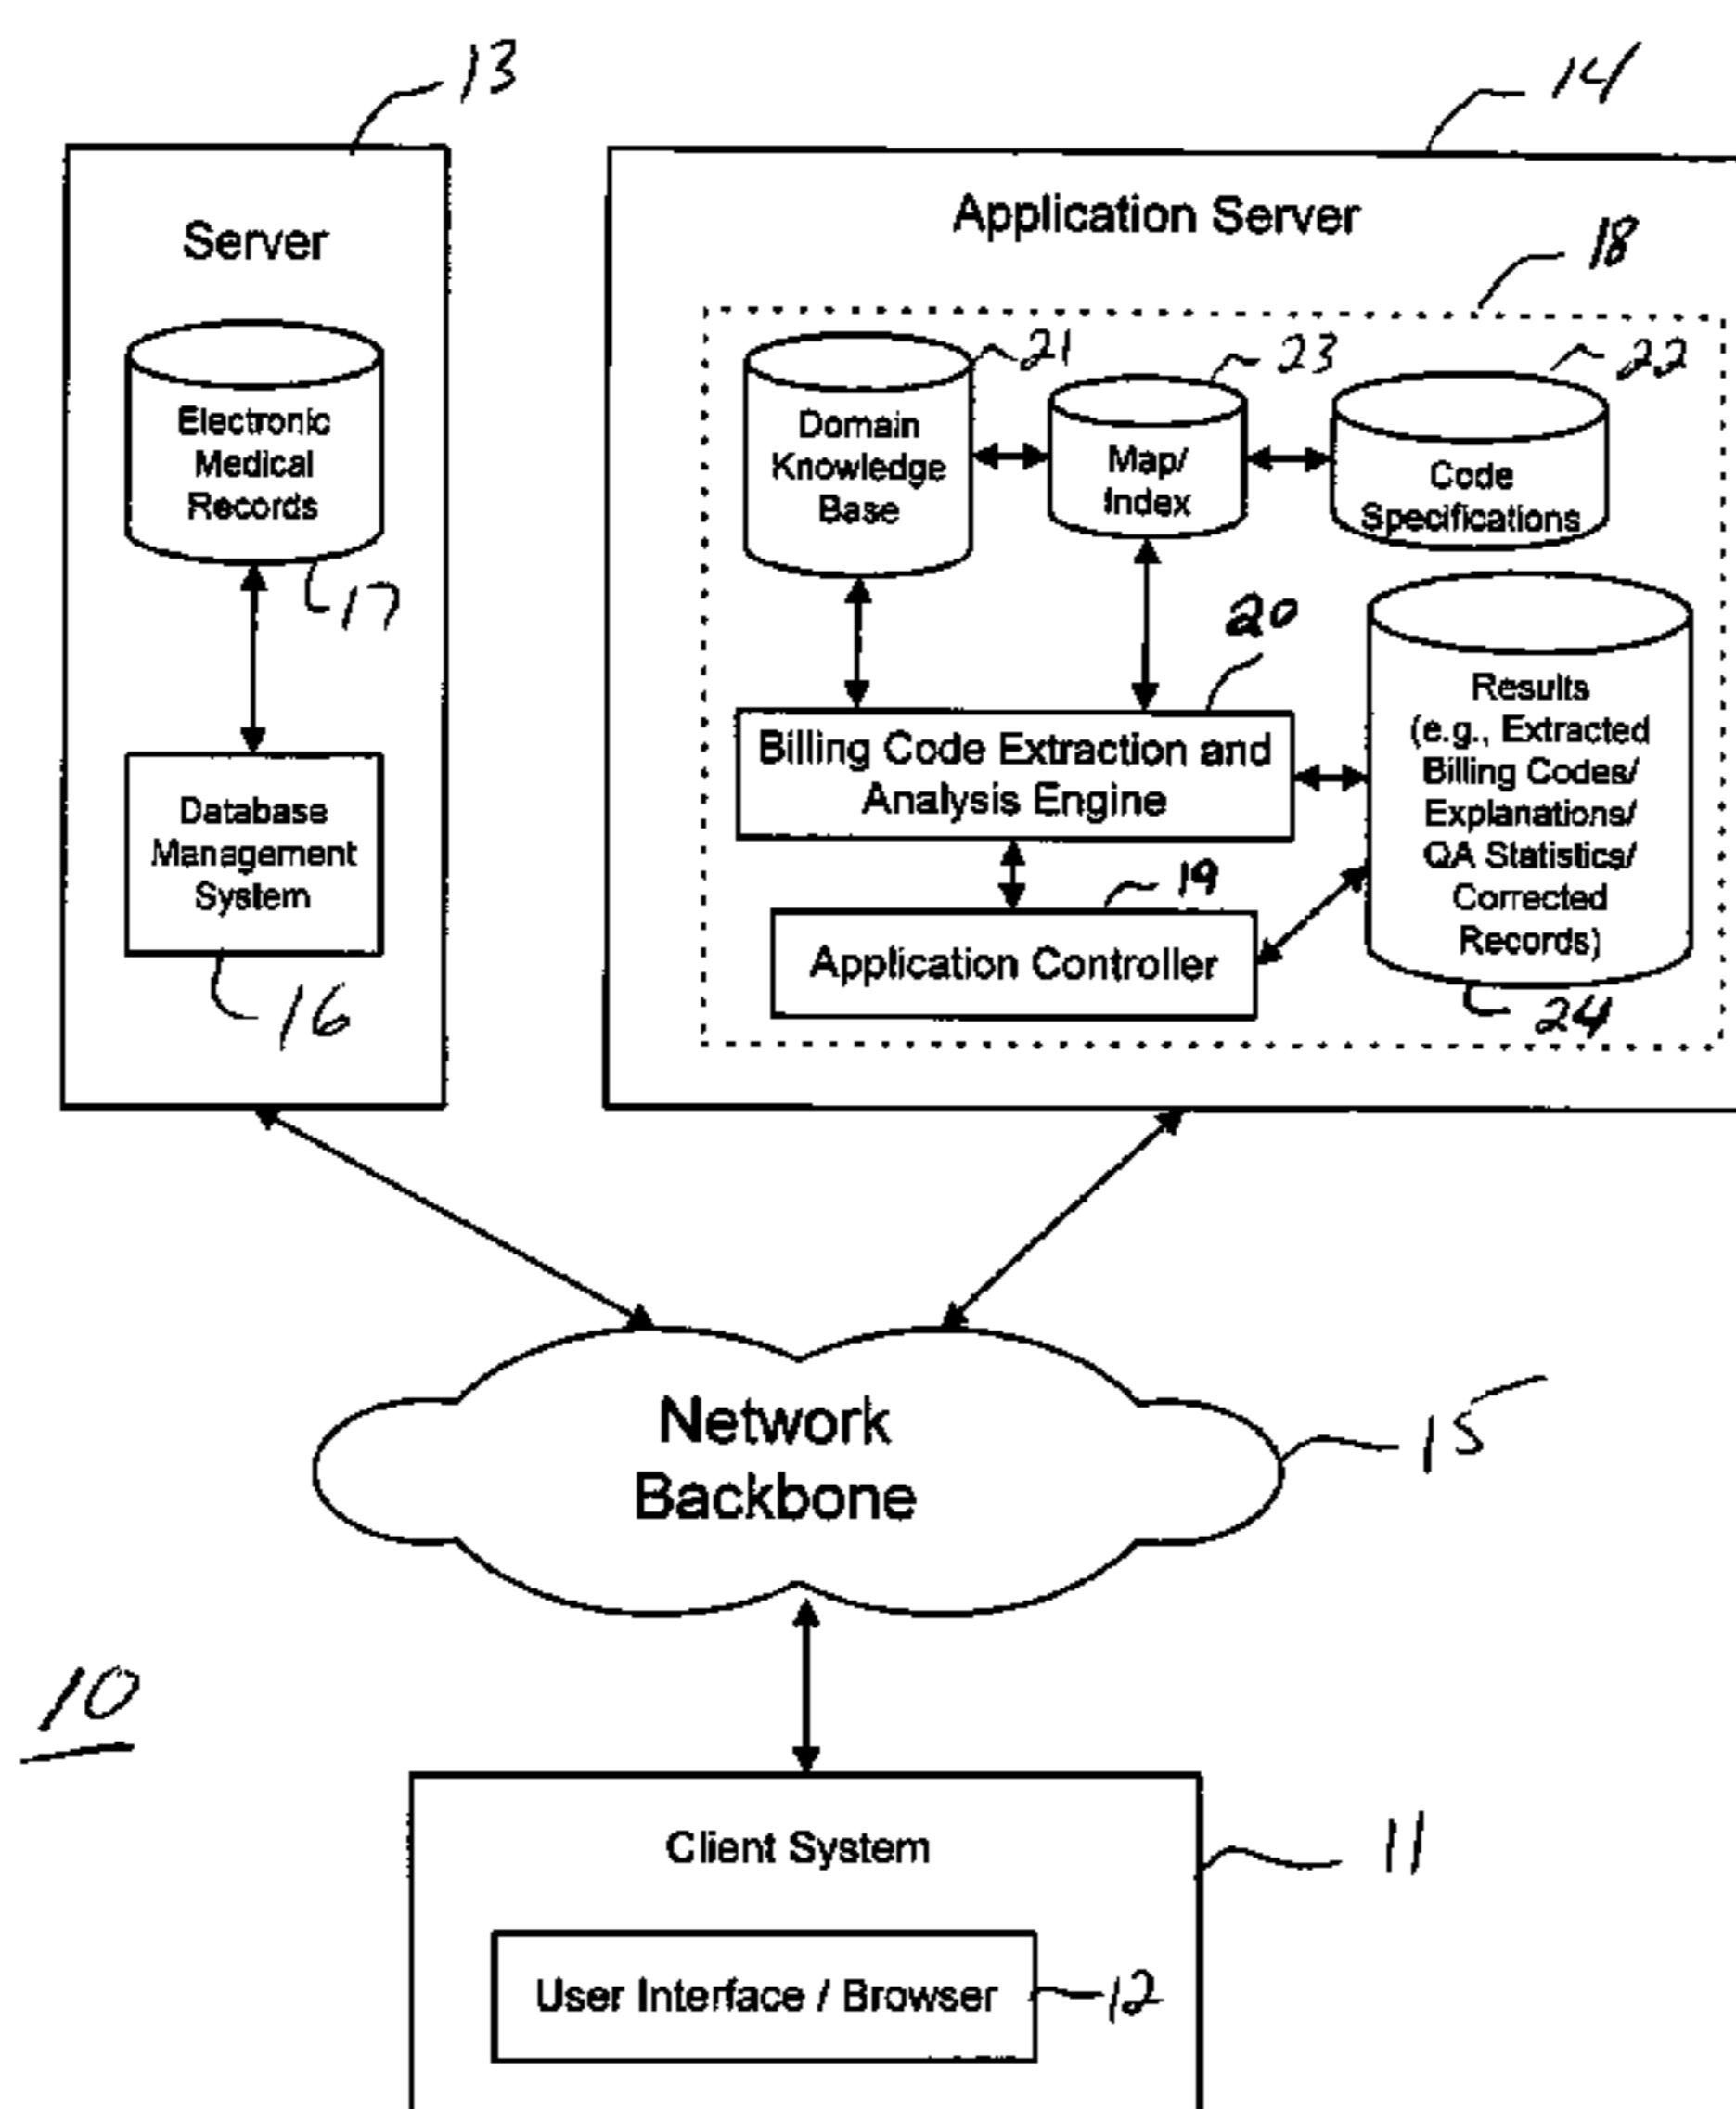 13
14
Server
Application Server
18
Electronic
Medical
Records
17
Database
Management
System
16
21
23
22
Domain
Knowledge
Base
Map/
Index
Code
Specifications
20
Billing Code Extraction and
Analysis Engine
Results
(e.g., Extracted
Billing Codes/
Explanations/
QA Statistics/
Corrected
Records)
19
Application Controller
24
Network
Backbone
15
10
Client System
11
User Interface / Browser
12